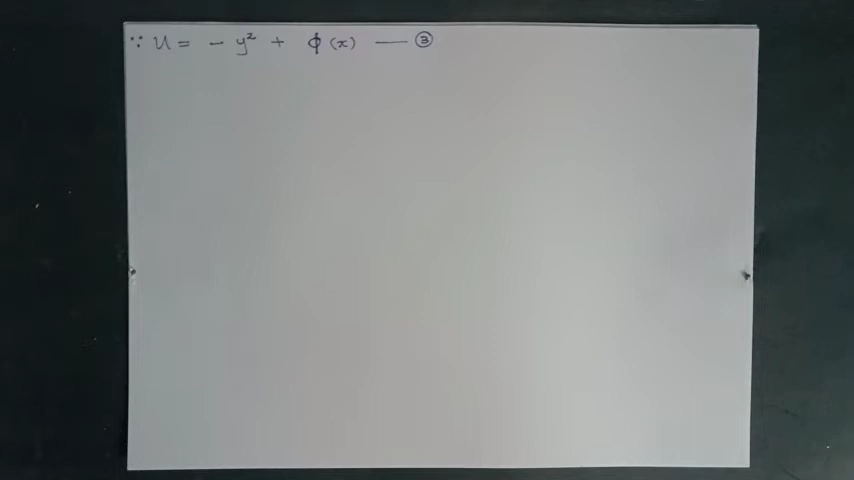 ∵ u = - y² + ϕ(x) — ③